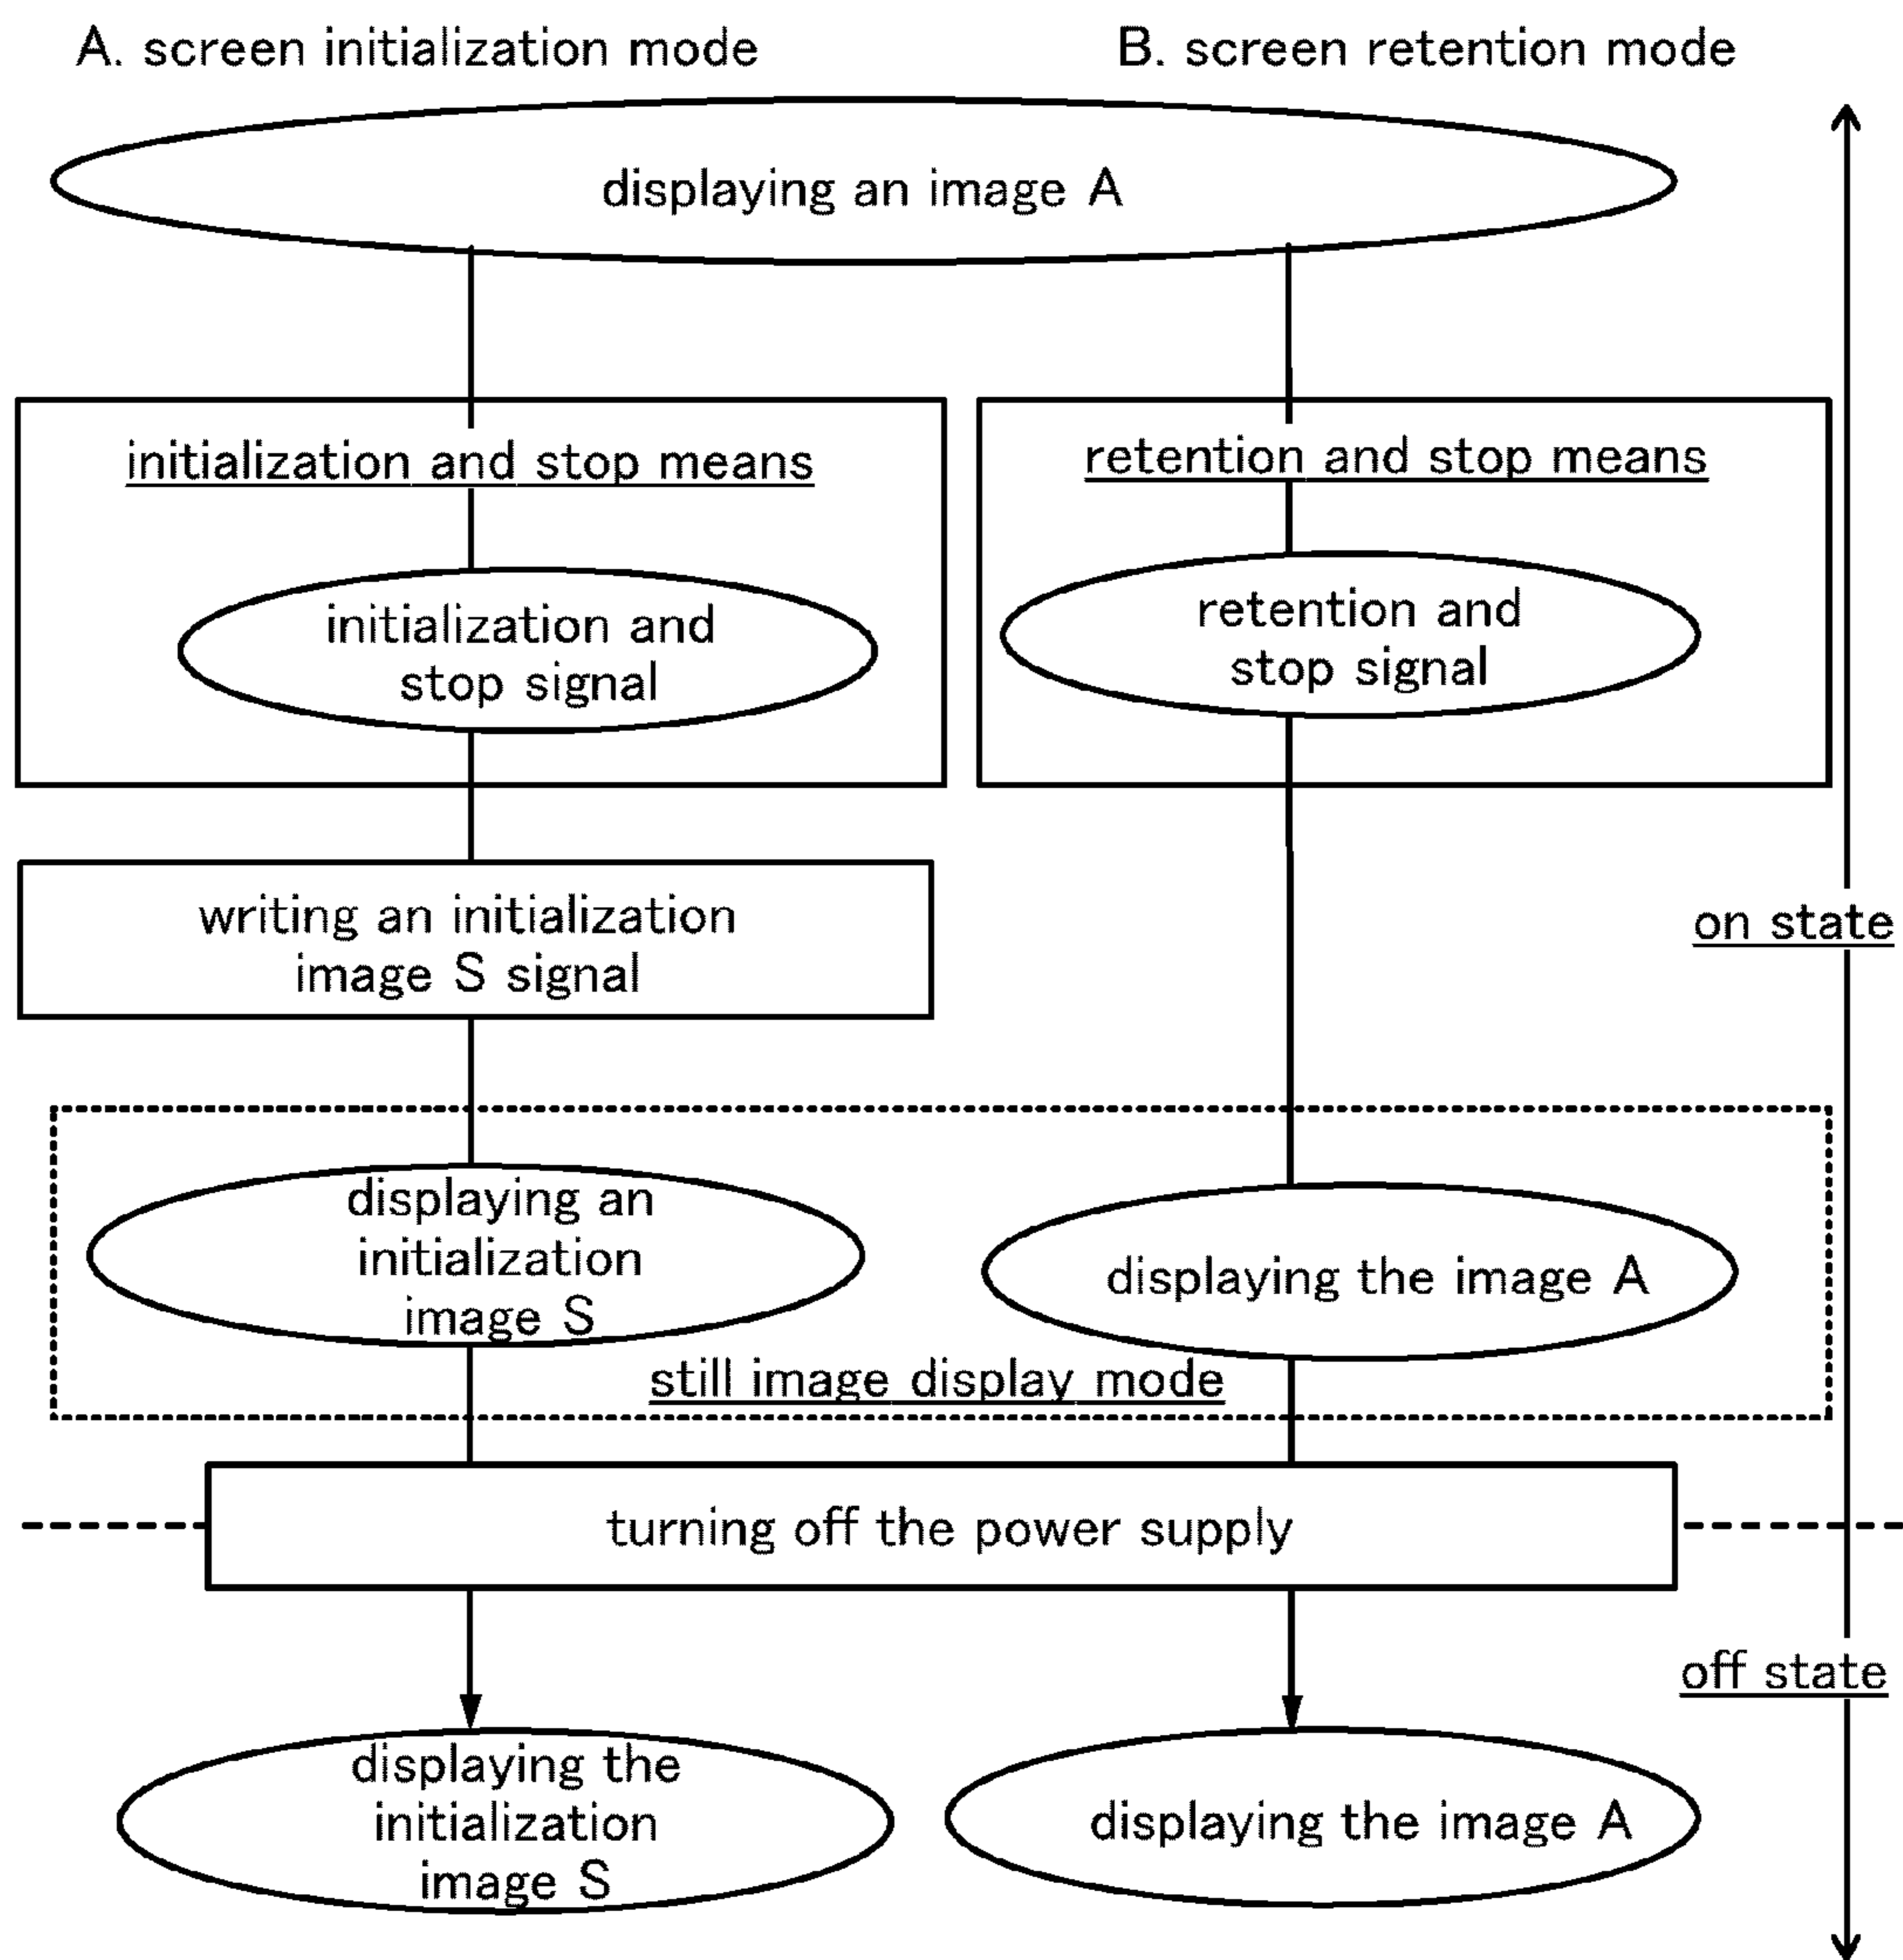 A. screen initialization mode
B. screen retention mode
displaying an image A
initialization and stop means
retention and stop means
initialization and
stop signal
retention and
stop signal
writing an initialization
image S signal
on state
displaying an
initialization
image S
displaying the image A
still image display mode
turning off the power supply
off state
displaying the
initialization
image S
displaying the image A